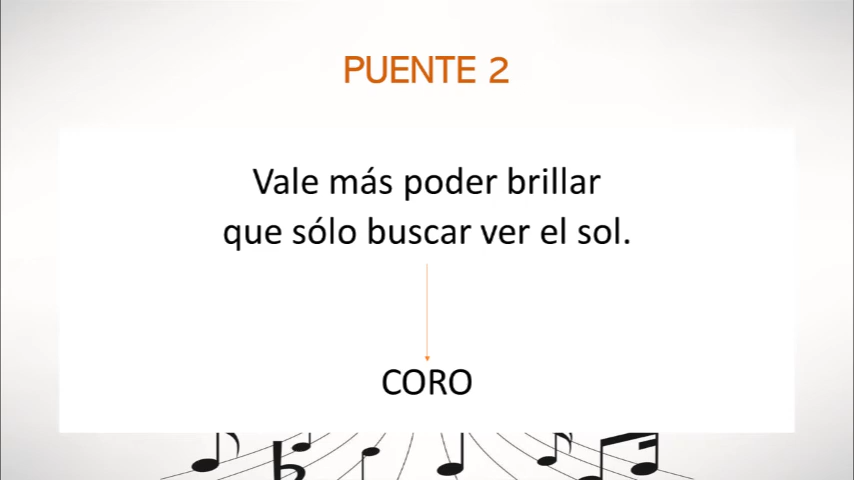 PUENTE 2
Vale más poder brillar
que sólo buscar ver el sol.
CORO